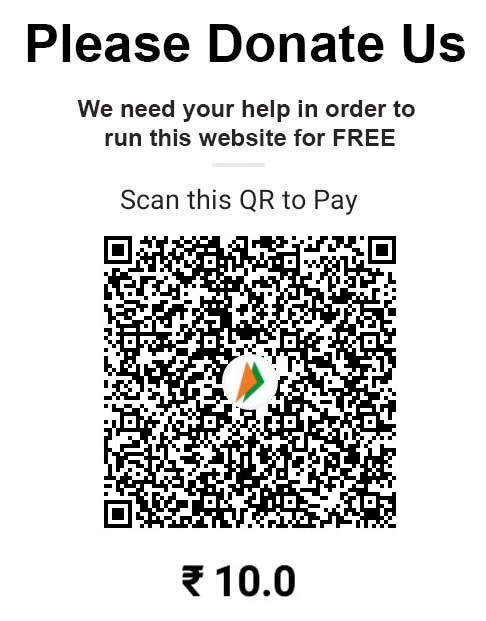 Please Donate Us
We need your help in order to
run this website for FREE
Scan this QR to Pay
₹ 10.0